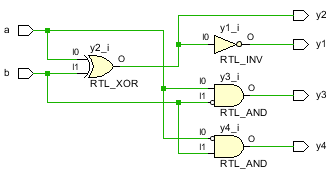 y2
a
y1_i
y2_i
I0 O
y1
I0 O
RTL_INV
b
I1
y3_i
RTL_XOR
I0 O
y3
I1
RTL_AND
y4_i
I0 O
y4
I1
RTL_AND